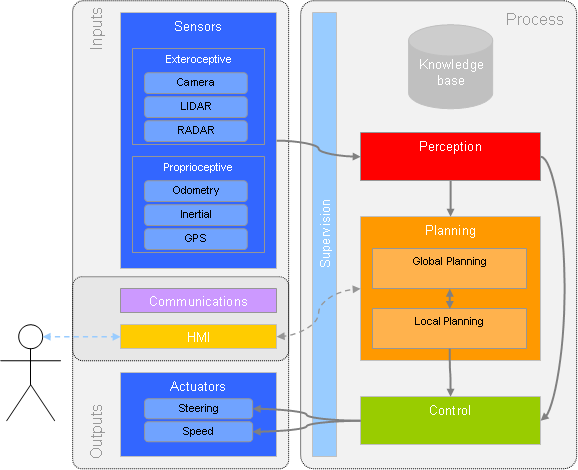 Inputs
Sensors
Exteroceptive
Camera
LIDAR
RADAR
Proprioceptive
Odometry
Inertial
GPS
Communications
HMI
Outputs
Actuators
Steering
Speed
Supervision
Process
Knowledge
base
Perception
Planning
Global Planning
Local Planning
Control